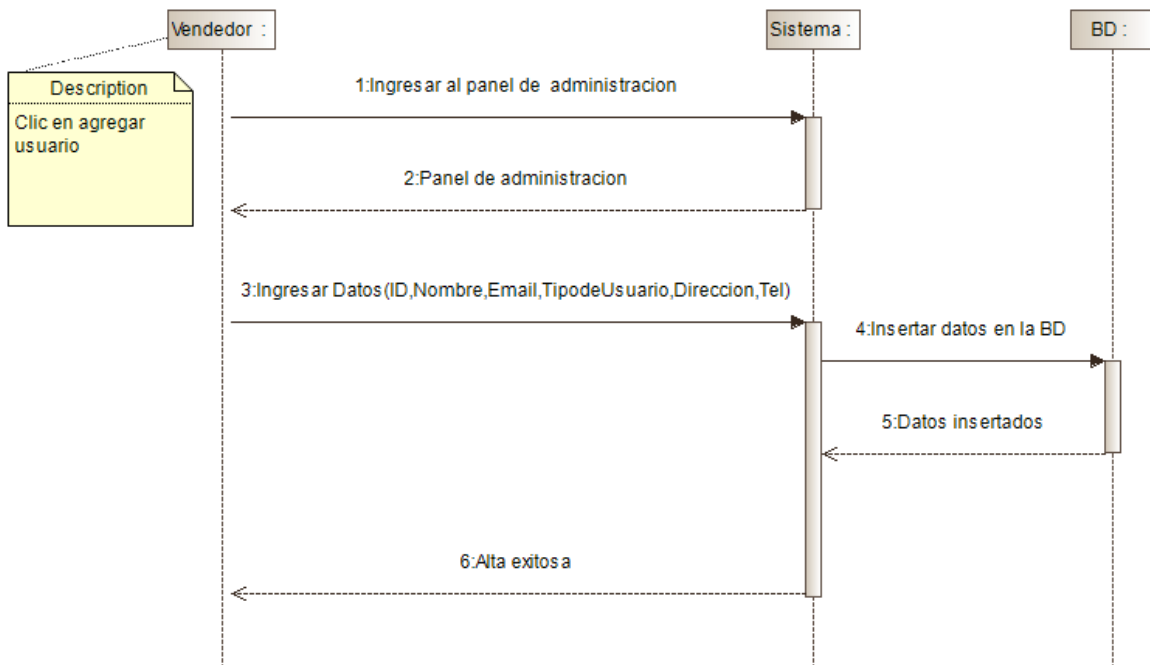 Vendedor :
Sistema :
BD :
Description
Clic en agregar
usuario
1:Ingresar al panel de administracion
2:Panel de administracion
3:Ingresar Datos(ID,Nombre,Email,TipodeUsuario,Direccion,Tel)
4:Insertar datos en la BD
5:Datos insertados
6:Alta exitosa